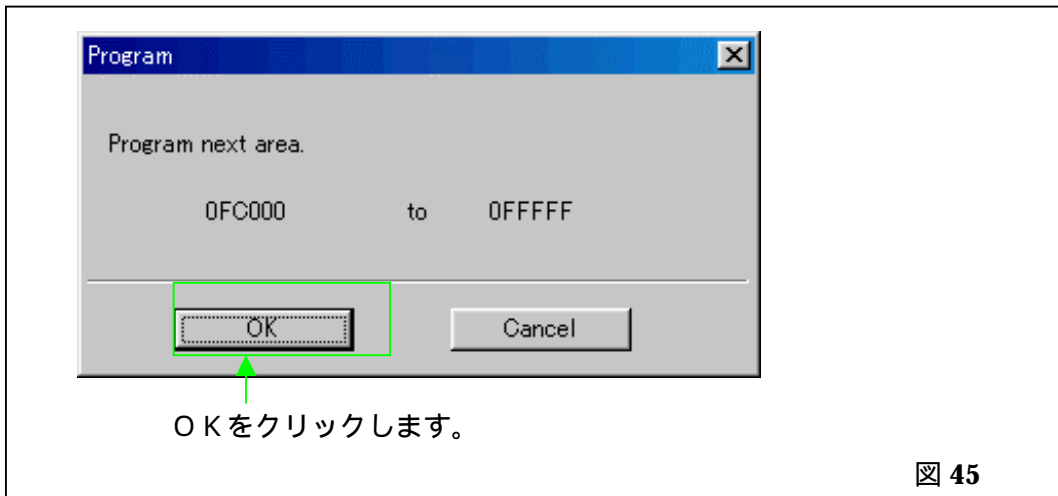 Program
Program next area.
0FC000 to 0FFFFF
OK Cancel
ＯＫをクリックします。
図 45